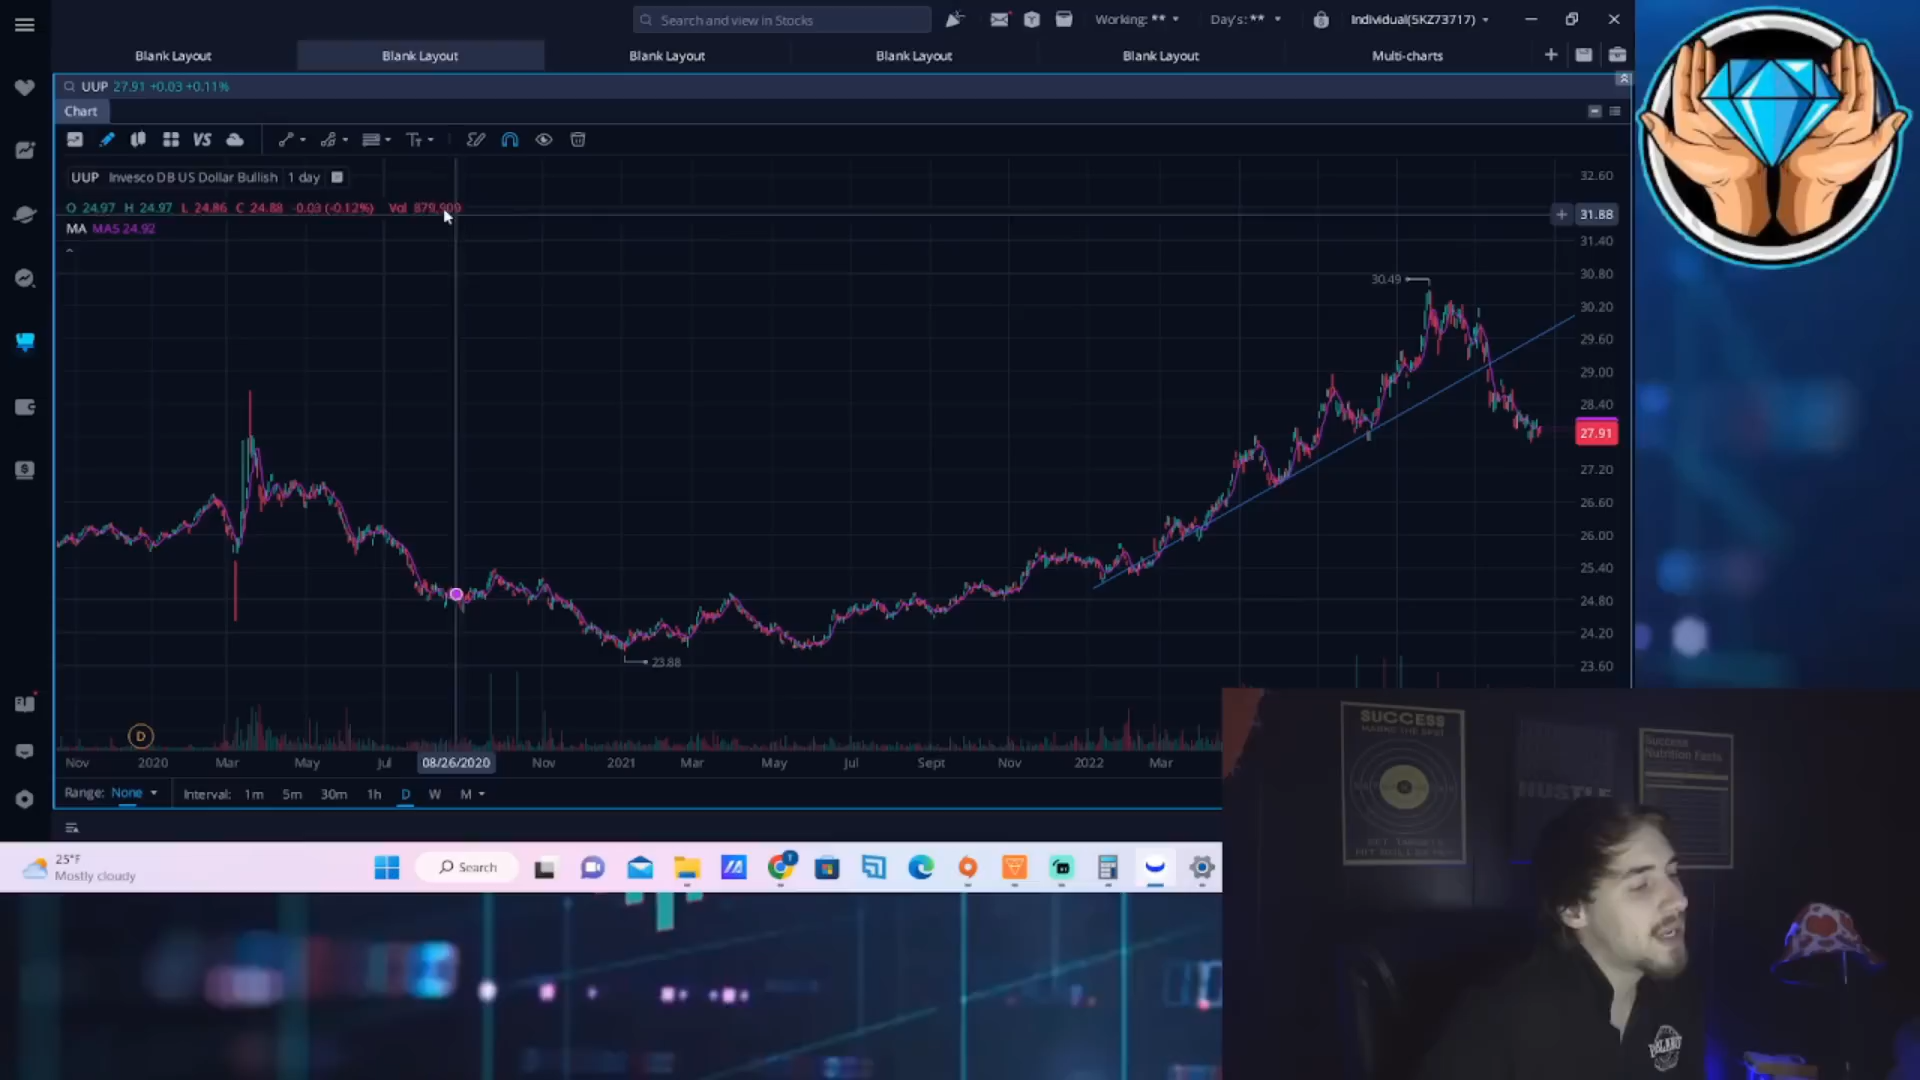 Search and view in Stocks
Working: **
Day's: **
Individual(5KZ73717)
Blank Layout
Blank Layout
Blank Layout
Blank Layout
Blank Layout
Multi-charts
UUP 27.91 +0.03 +0.11%
Chart
VS
UUP Invesco DB US Dollar Bullish 1 day
O 24.97 H 24.97 L 24.86 C 24.88 -0.03 (-0.12%) Vol 879,909
MA MA5 24.92
32.60
31.88
31.40
30.80
30.49
30.20
29.60
29.00
28.40
27.91
27.20
26.60
26.00
25.40
24.80
24.20
23.88
23.60
D
Nov 2020 Mar May Jul 08/26/2020 Nov 2021 Mar May Jul Sept Nov 2022 Mar
Range: None Interval: 1m 5m 30m 1h D W M
25°F
Mostly cloudy
Search
SUCCESS
Success
Nutrition Facts
HUSTLE